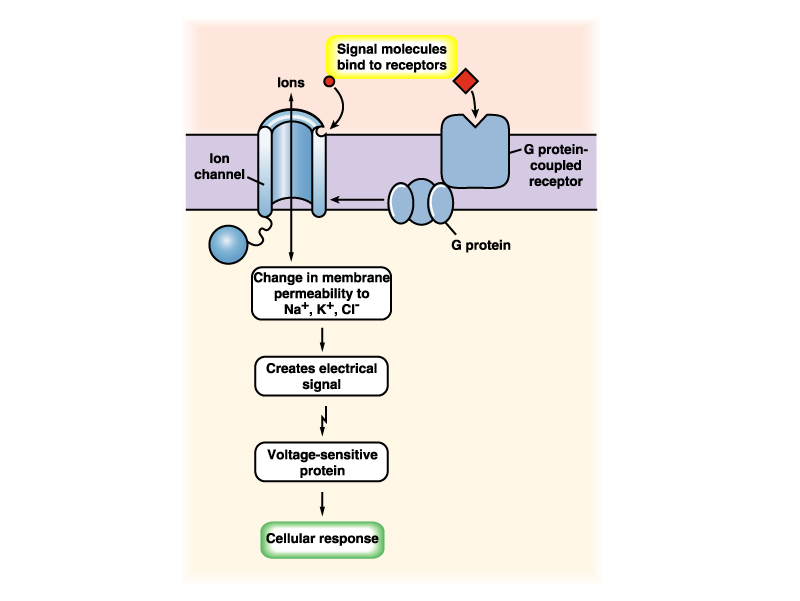 Signal molecules
bind to receptors
Ions
Ion
channel
G protein-
coupled
receptor
G protein
Change in membrane
permeability to
Na⁺, K⁺, Cl⁻
Creates electrical
signal
Voltage-sensitive
protein
Cellular response